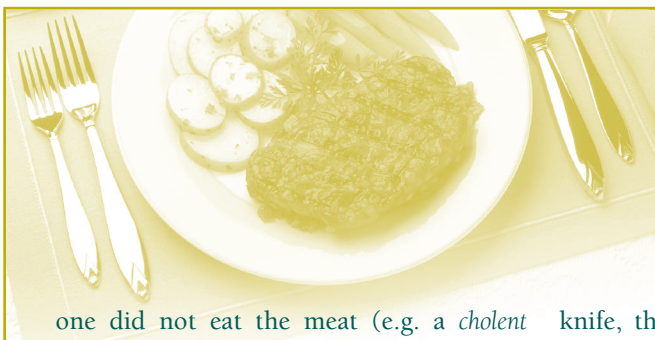 one did not eat the meat (e.g. a cholent
knife,